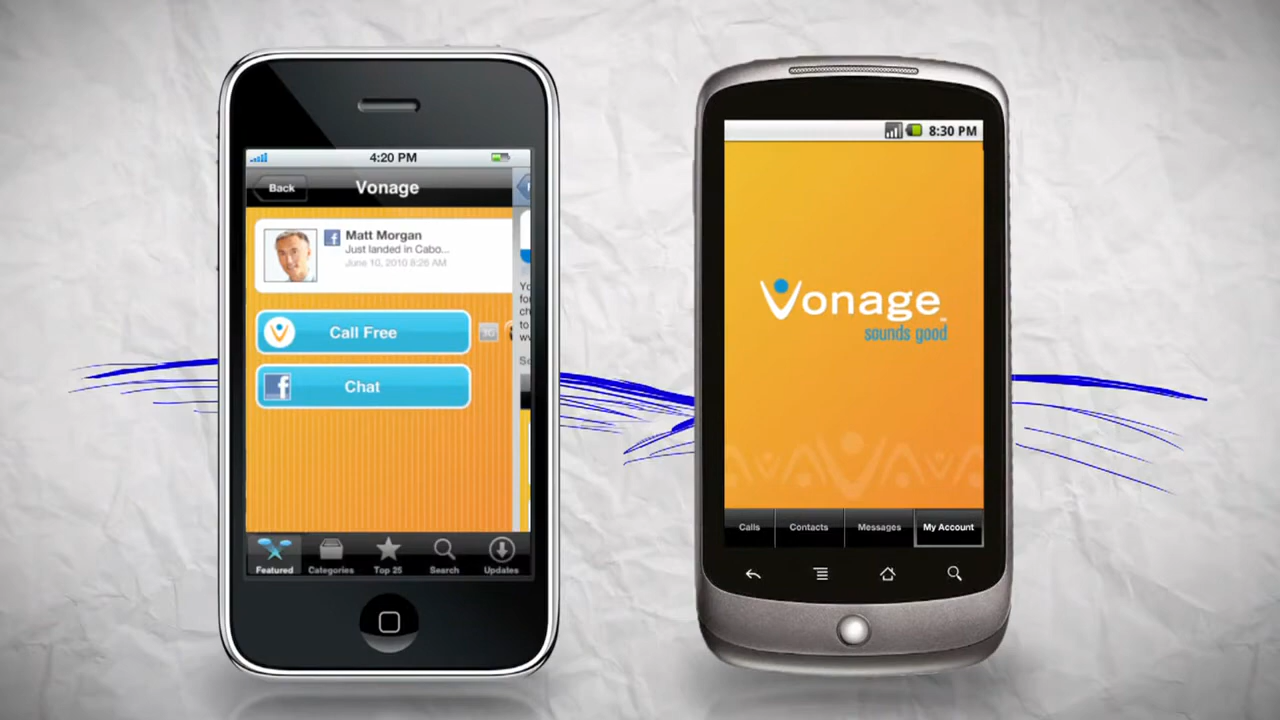 4:20 PM
Back
Vonage
Matt Morgan
Just landed in Cabo...
June 10, 2010 8:26 AM
Call Free
3G
Chat
Featured
Categories
Top 25
Search
Updates
8:30 PM
Vonage
sounds good
Calls
Contacts
Messages
My Account